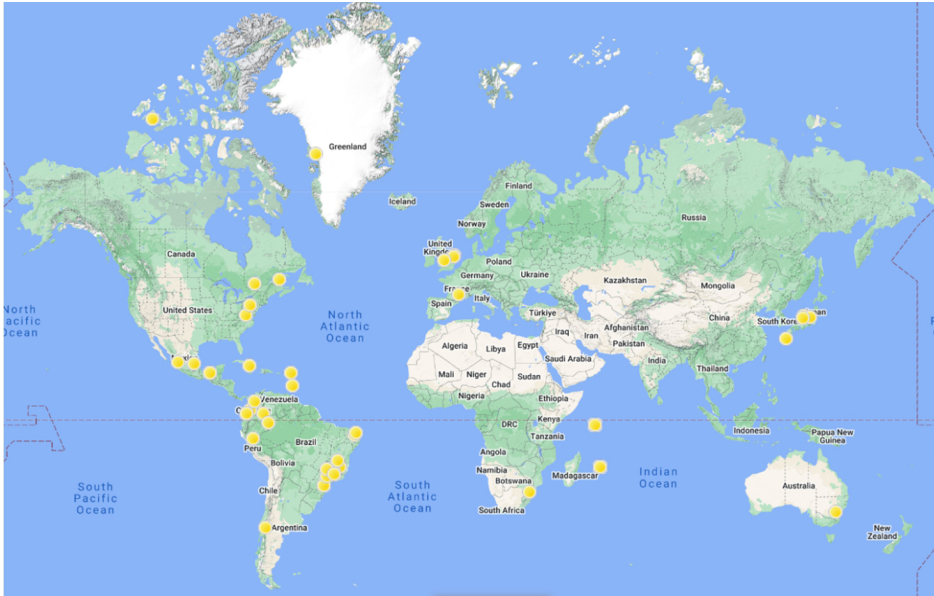 Greenland
Finland
Iceland
Sweden
Norway
Russia
United
Canada
Poland
Germany
Ukraine
Kazakhstan
Mongolia
Spain
Italy
North
Pacific
Ocean
United States
North
Atlantic
Ocean
Türkiye
China
South
Iraq
Iran
Afghanistan
Pakistan
Algeria
Libya
Egypt
Saudi Arabia
India
Thailand
Mali
Niger
Chad
Sudan
Nigeria
Ethiopia
Venezuela
Kenya
DRC
Tanzania
Indonesia
Papua New
Guinea
Peru
Brazil
Angola
Bolivia
Namibia
Botswana
Madagascar
Indian
Ocean
South
Pacific
Ocean
South
Atlantic
Ocean
Chile
Australia
South Africa
Argentina
New
Zealand